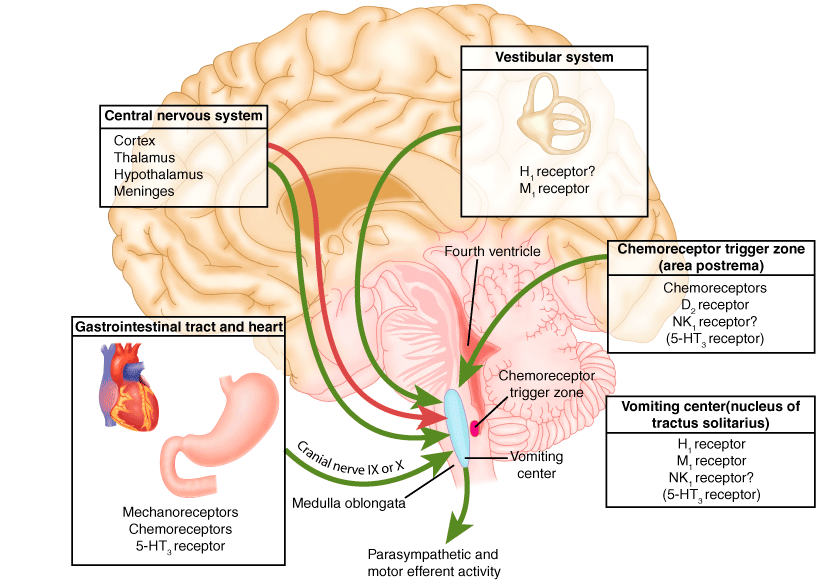 Vestibular system
H₁ receptor?
M₁ receptor
Central nervous system
Cortex
Thalamus
Hypothalamus
Meninges
Fourth ventricle
Chemoreceptor trigger zone
(area postrema)
Chemoreceptors
D₂ receptor
NK₁ receptor?
(5-HT₃ receptor)
Gastrointestinal tract and heart
Mechanoreceptors
Chemoreceptors
5-HT₃ receptor
Chemoreceptor
trigger zone
Vomiting center(nucleus of
tractus solitarius)
H₁ receptor
M₁ receptor
NK₁ receptor?
(5-HT₃ receptor)
Cranial nerve IX or X
Vomiting
center
Medulla oblongata
Parasympathetic and
motor efferent activity